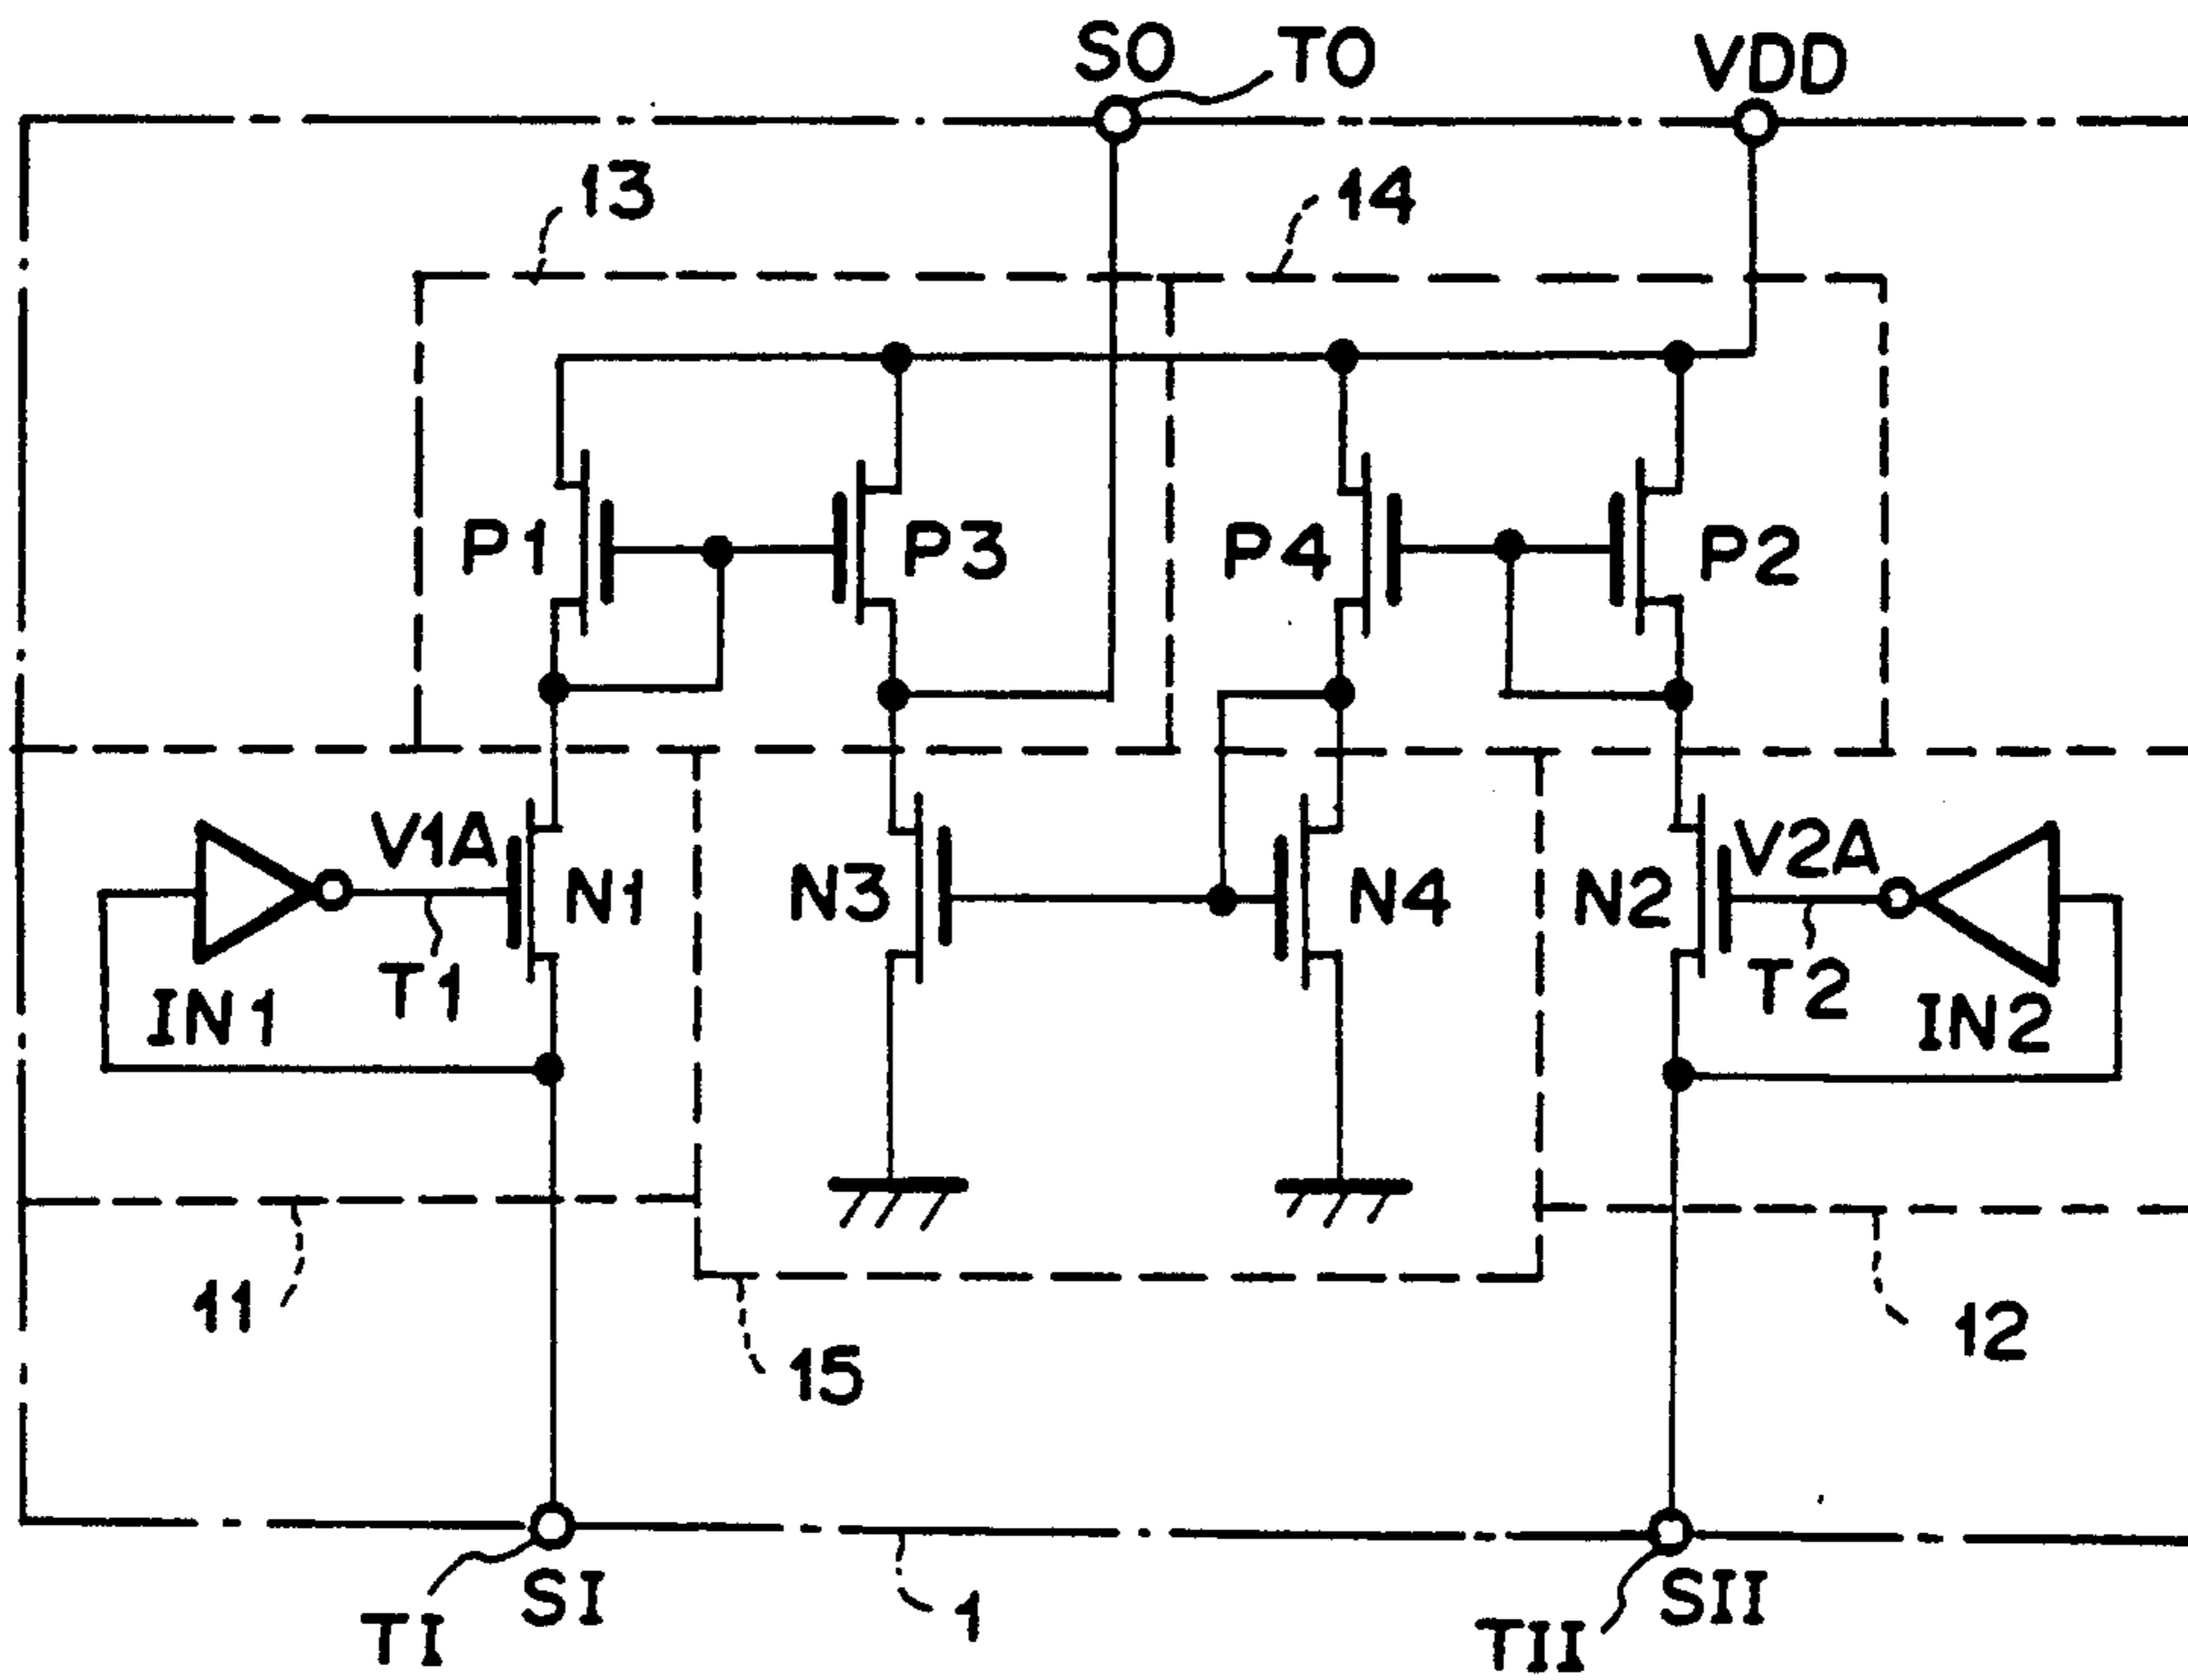 SO
TO
VDD
13
14
P1
P3
P4
P2
V1A
N1
N3
N4
N2
V2A
T1
T2
IN1
IN2
11
15
12
TI
SI
1
TII
SII